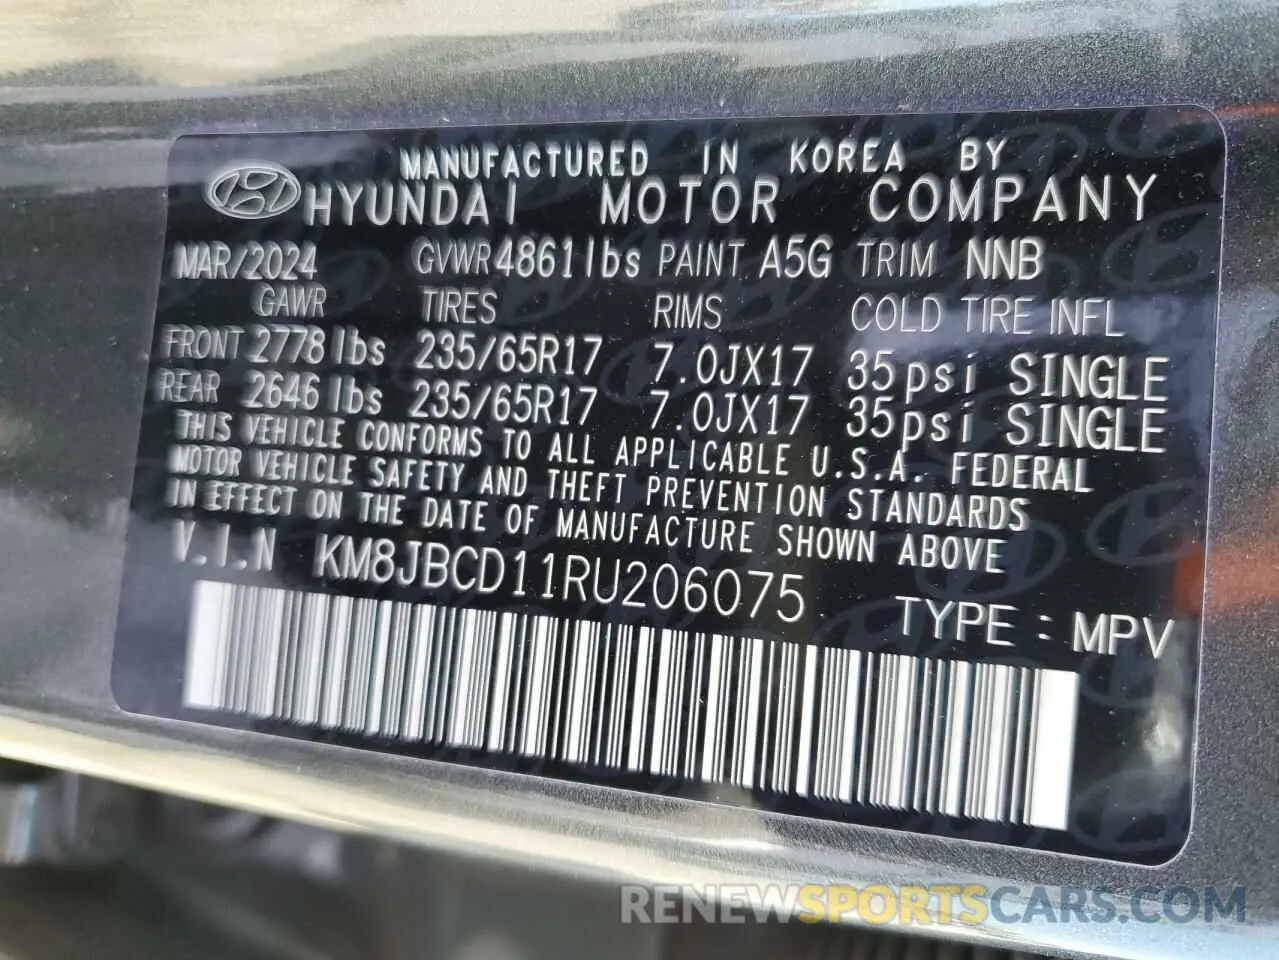 MANUFACTURED IN KOREA BY
HYUNDAI MOTOR COMPANY
MAR/2024 GVWR 4861 lbs PAINT A5G TRIM NNB
GAWR TIRES RIMS COLD TIRE INFL
FRONT 2778 lbs 235/65R17 7.0JX17 35psi SINGLE
REAR 2646 lbs 235/65R17 7.0JX17 35psi SINGLE
THIS VEHICLE CONFORMS TO ALL APPLICABLE U.S.A. FEDERAL
MOTOR VEHICLE SAFETY AND THEFT PREVENTION STANDARDS
IN EFFECT ON THE DATE OF MANUFACTURE SHOWN ABOVE
V.I.N KM8JBCD11RU206075 TYPE : MPV
RENEWSPORTSCARS.COM